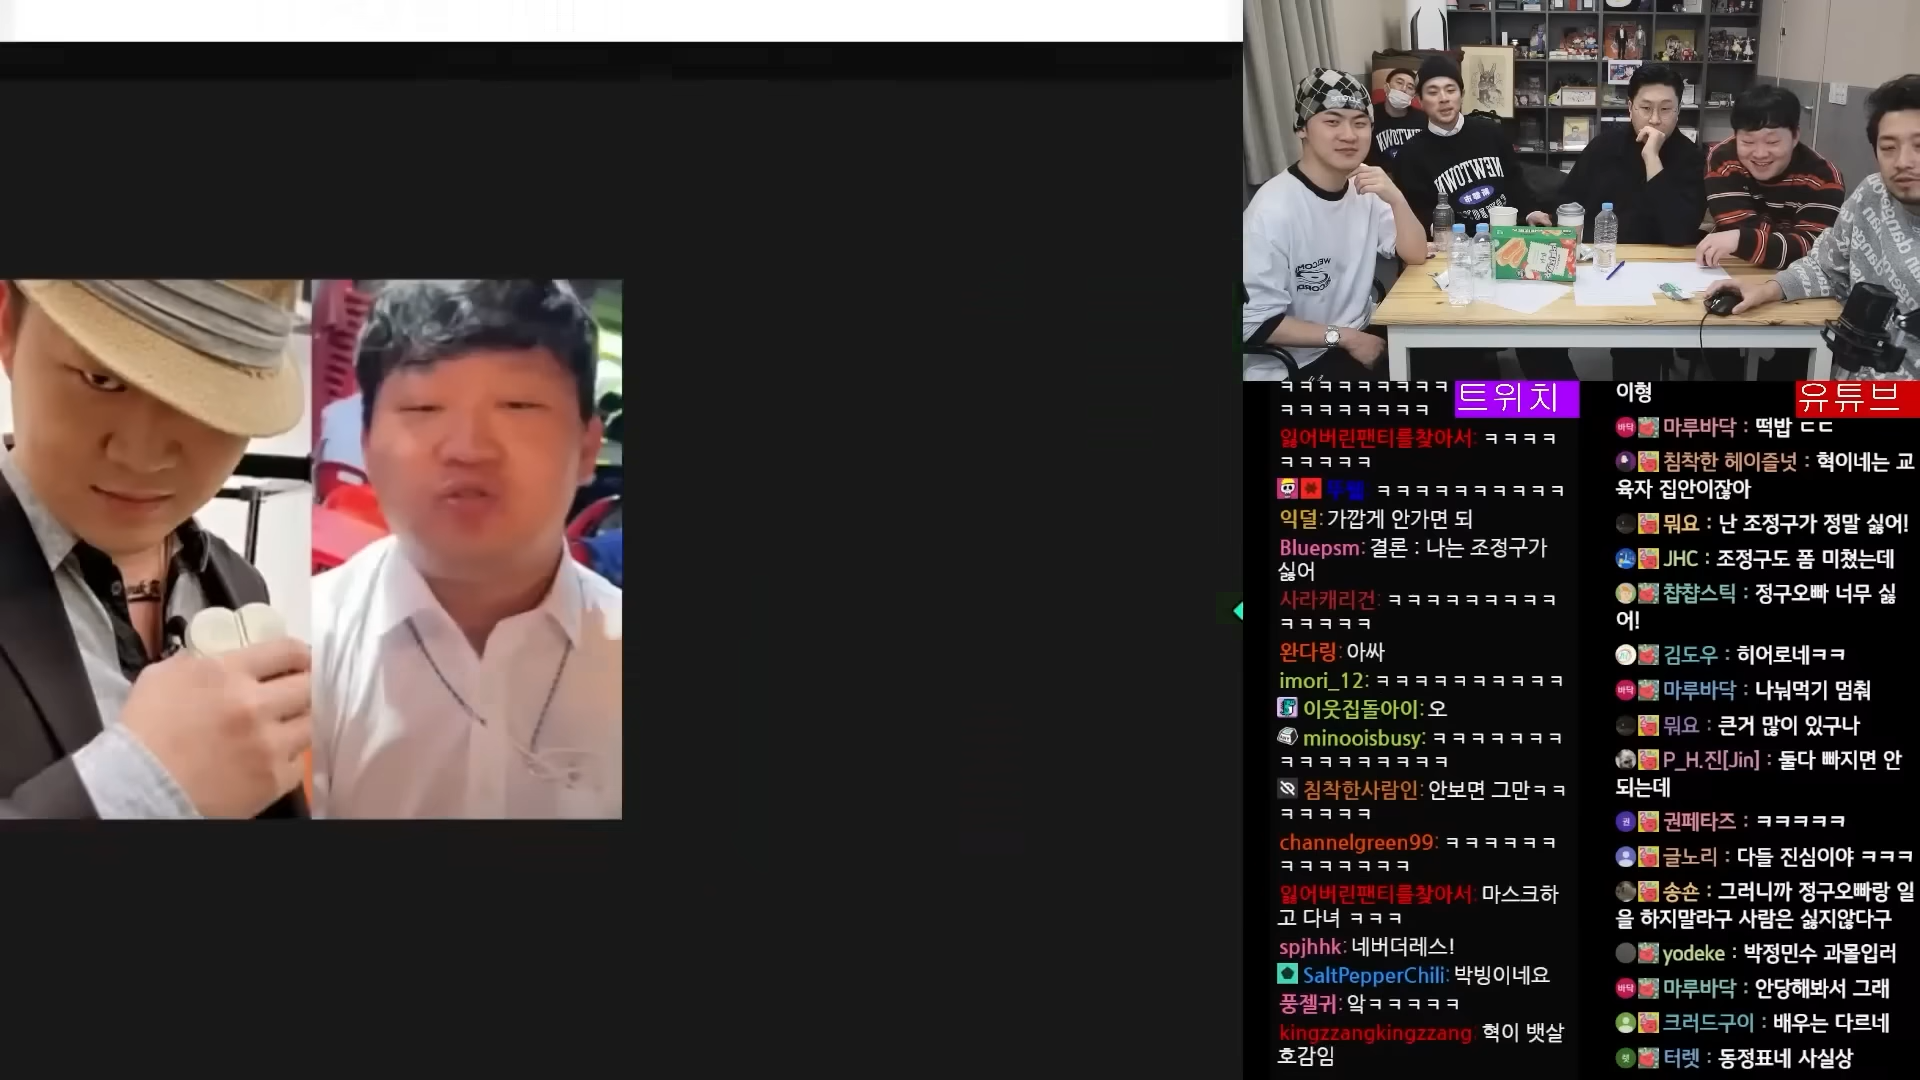 NEWTOWN
ㅋㅋㅋㅋㅋㅋㅋㅋㅋ
ㅋㅋㅋㅋㅋㅋㅋㅋ
트위치
잃어버린팬티를찾아서: ㅋㅋㅋㅋ
ㅋㅋㅋㅋㅋ
뚜벨: ㅋㅋㅋㅋㅋㅋㅋㅋㅋㅋ
익덜: 가깝게 안가면 되
Bluepsm: 결론 : 나는 조정구가
싫어
사라캐리건: ㅋㅋㅋㅋㅋㅋㅋㅋㅋ
ㅋㅋㅋㅋㅋ
완다링: 아싸
imori_12: ㅋㅋㅋㅋㅋㅋㅋㅋㅋㅋ
이웃집돌아이: 오
minooisbusy: ㅋㅋㅋㅋㅋㅋㅋ
ㅋㅋㅋㅋㅋㅋㅋㅋㅋ
침착한사람인: 안보면 그만ㅋㅋ
ㅋㅋㅋㅋㅋ
channelgreen99: ㅋㅋㅋㅋㅋㅋ
ㅋㅋㅋㅋㅋㅋㅋ
잃어버린팬티를찾아서: 마스크하
고 다녀 ㅋㅋㅋ
spjhhk: 네버더레스!
SaltPepperChili: 박빙이네요
풍젤귀: 앜ㅋㅋㅋㅋㅋ
kingzzangkingzzang: 혁이 뱃살
호감임
이형
유튜브
마루바닥 : 떡밥 ㄷㄷ
침착한 헤이즐넛 : 혁이네는 교
육자 집안이잖아
뭐요 : 난 조정구가 정말 싫어!
JHC : 조정구도 폼 미쳤는데
챱챱스틱 : 정구오빠 너무 싫
어!
김도우 : 히어로네ㅋㅋ
마루바닥 : 나눠먹기 멈춰
뭐요 : 큰거 많이 있구나
P_H.진[Jin] : 둘다 빠지면 안
되는데
권페타즈 : ㅋㅋㅋㅋㅋ
글노리 : 다들 진심이야 ㅋㅋㅋ
송숀 : 그러니까 정구오빠랑 일
을 하지말라구 사람은 싫지않다구
yodeke : 박정민수 과몰입러
마루바닥 : 안당해봐서 그래
크러드구이 : 배우는 다르네
터렛 : 동정표네 사실상